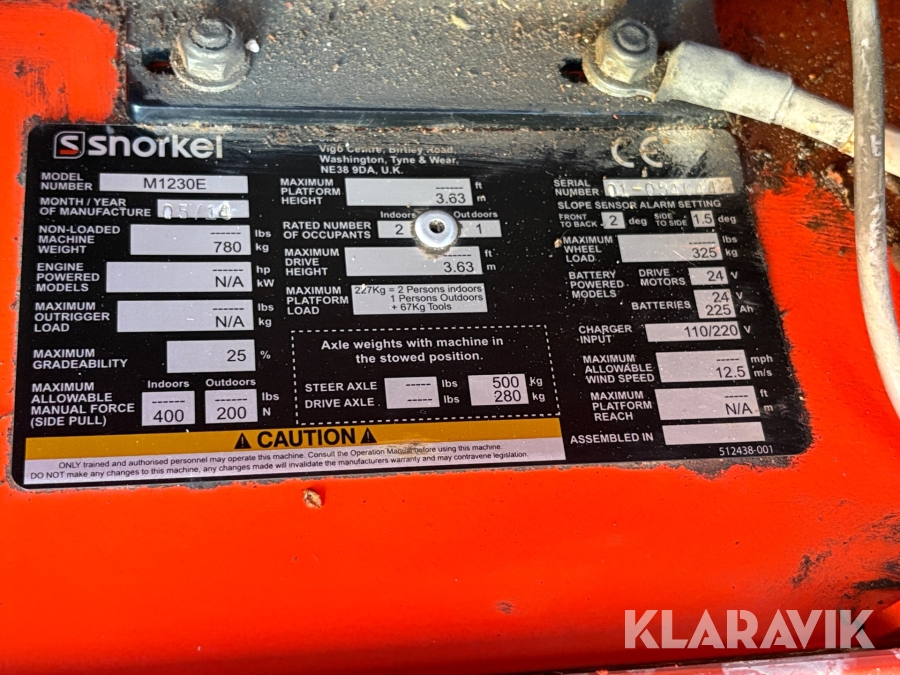 snorkel
Vigo Centre, Birtley Road,
Washington, Tyne & Wear,
NE38 9DA, U.K.
CE
MODEL NUMBER M1230E
MONTH / YEAR OF MANUFACTURE 05/14
NON-LOADED MACHINE WEIGHT ------ lbs
780 kg
ENGINE POWERED MODELS ------ hp
N/A kW
MAXIMUM OUTRIGGER LOAD ------ lbs
N/A kg
MAXIMUM GRADEABILITY 25 %
MAXIMUM ALLOWABLE MANUAL FORCE (SIDE PULL)
Indoors Outdoors
------ ------ lbs
400 200 N
MAXIMUM PLATFORM HEIGHT ------ ft
3.63 m
Indoors Outdoors
RATED NUMBER OF OCCUPANTS 2 1
MAXIMUM DRIVE HEIGHT ------ ft
3.63 m
MAXIMUM PLATFORM LOAD
227Kg = 2 Persons indoors
1 Persons Outdoors
+ 67Kg Tools
Axle weights with machine in
the stowed position.
STEER AXLE ----- lbs 500 kg
DRIVE AXLE ----- lbs 280 kg
SERIAL NUMBER
SLOPE SENSOR ALARM SETTING
FRONT TO BACK 2 deg SIDE TO SIDE 1.5 deg
MAXIMUM WHEEL LOAD ------ lbs
325 kg
BATTERY POWERED MODELS
DRIVE MOTORS 24 V
BATTERIES 24 V
225 Ah
CHARGER INPUT 110/220 V
MAXIMUM ALLOWABLE WIND SPEED ------ mph
12.5 m/s
MAXIMUM PLATFORM REACH ------ ft
N/A m
ASSEMBLED IN
CAUTION
ONLY trained and authorised personnel may operate this machine. Consult the Operation Manual before using this machine.
DO NOT make any changes to this machine, any changes made will invalidate the manufacturers warranty and may contravene legislation.
512438-001
KLARAVIK